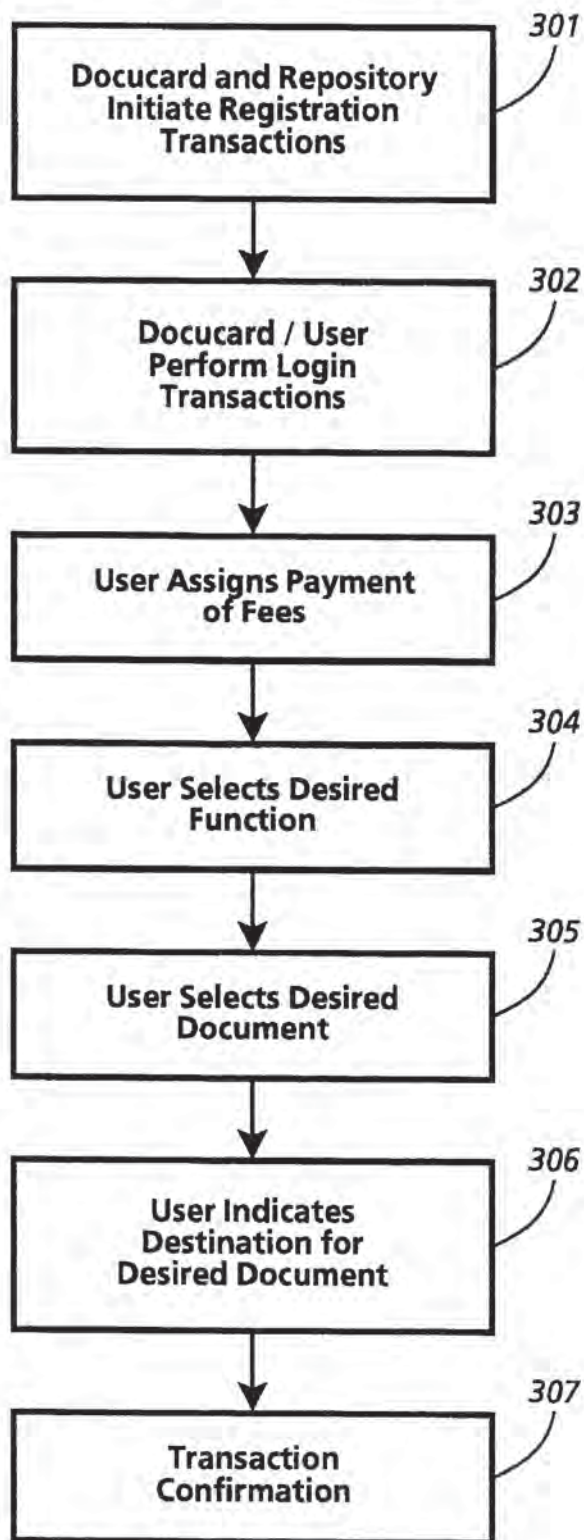 301
Docucard and Repository
Initiate Registration
Transactions
302
Docucard / User
Perform Login
Transactions
303
User Assigns Payment
of Fees
304
User Selects Desired
Function
305
User Selects Desired
Document
306
User Indicates
Destination for
Desired Document
307
Transaction
Confirmation